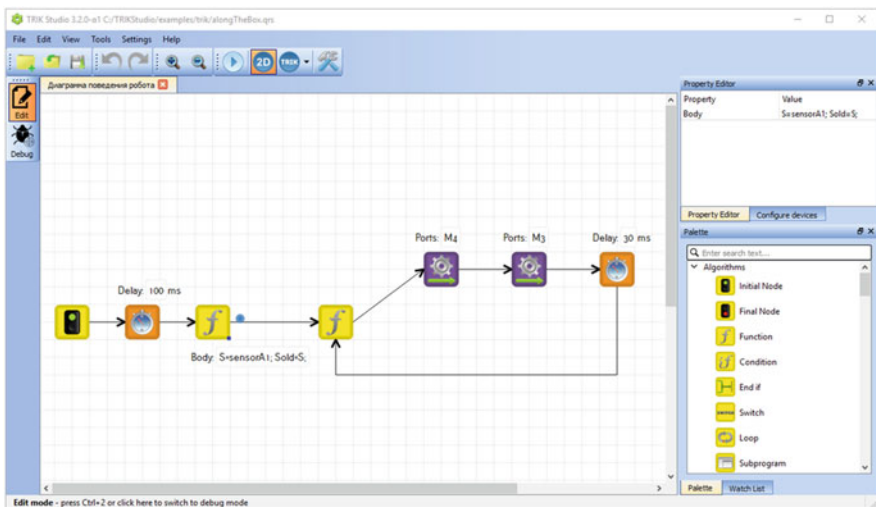 TRIK Studio 3.2.0-α1 C:/TRIKStudio/examples/trik/alongTheBox.qrs
File Edit View Tools Settings Help
2D
TRIK
Диаграмма поведения робота
Edit
Debug
Delay: 100 ms
Body: S=sensorA1; Sold=S;
Ports: M4
Ports: M3
Delay: 30 ms
Property Editor
Property Value
Body S=sensorA1; Sold=S;
Property Editor Configure devices
Palette
Enter search text...
Algorithms
Initial Node
Final Node
Function
Condition
End if
Switch
Loop
Subprogram
Palette Watch List
Edit mode - press Ctrl+2 or click here to switch to debug mode